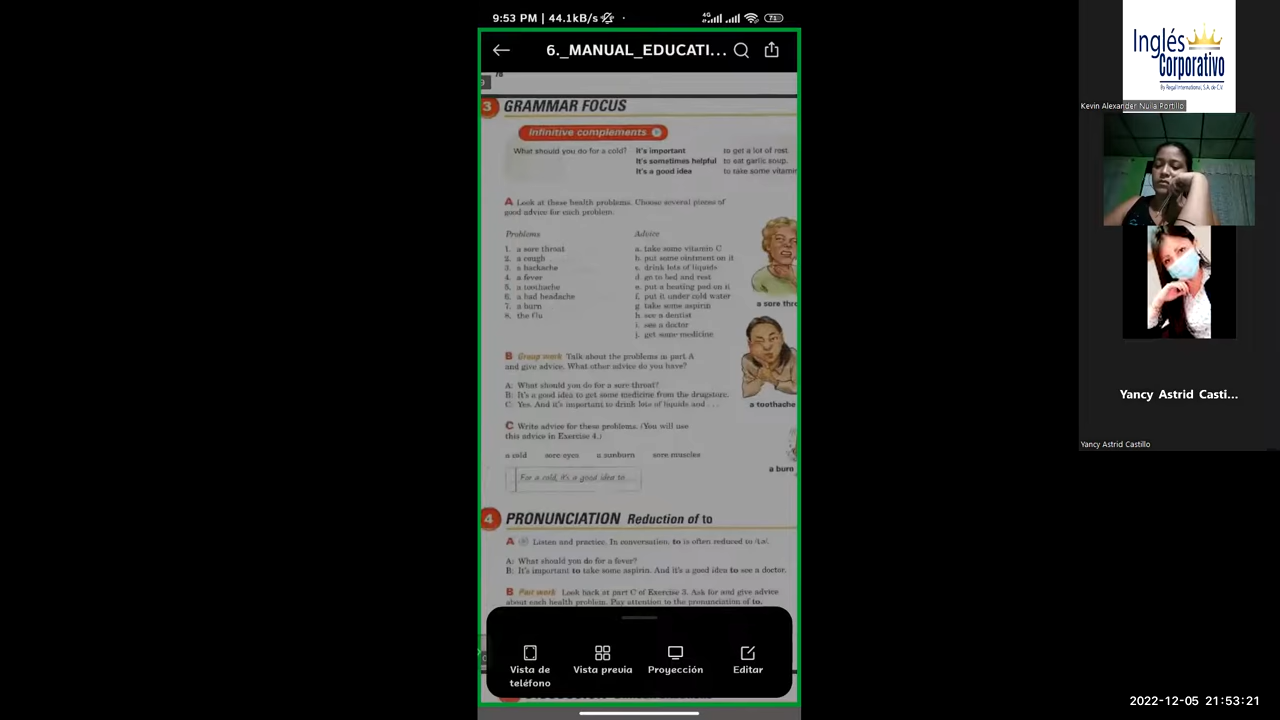 9:53 PM | 44.1kB/s
4G
71
6._MANUAL_EDUCATI...
3 GRAMMAR FOCUS
Infinitive complements
What should you do for a cold? It's important to get a lot of rest.
It's sometimes helpful to eat garlic soup.
It's a good idea to take some vitamin
A Look at these health problems. Choose several pieces of
good advice for each problem.
Problems Advice
1. a sore throat a. take some vitamin C
2. a cough b. put some ointment on it
3. a backache c. drink lots of liquids
4. a fever d. go to bed and rest
5. a toothache e. put a heating pad on it
6. a bad headache f. put it under cold water
7. a burn g. take some aspirin
8. the flu h. see a dentist
i. see a doctor
j. get some medicine
a sore thro
a toothache
a burn
B Group work Talk about the problems in part A
and give advice. What other advice do you have?
A: What should you do for a sore throat?
B: It's a good idea to get some medicine from the drugstore.
C: Yes. And it's important to drink lots of liquids and . . .
C Write advice for these problems. (You will use
this advice in Exercise 4.)
a cold sore eyes a sunburn sore muscles
For a cold, it's a good idea to
4 PRONUNCIATION Reduction of to
A Listen and practice. In conversation, to is often reduced to /tə/.
A: What should you do for a fever?
B: It's important to take some aspirin. And it's a good idea to see a doctor.
B Pair work Look back at part C of Exercise 3. Ask for and give advice
about each health problem. Pay attention to the pronunciation of to.
Vista de
teléfono
Vista previa
Proyección
Editar
Inglés
Corporativo
By Regal International, S.A. de C.V.
Kevin Alexander Nuila Portillo
Yancy Astrid Casti...
Yancy Astrid Castillo
2022-12-05 21:53:21